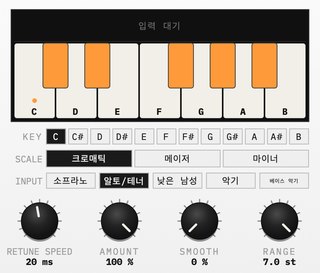 입력 대기
C D E F G A B
KEY C C# D D# E F F# G G# A A# B
SCALE 크로매틱 메이저 마이너
INPUT 소프라노 알토/테너 낮은 남성 악기 베이스 악기
RETUNE SPEED AMOUNT SMOOTH RANGE
20 ms 100 % 0 % 7.0 st